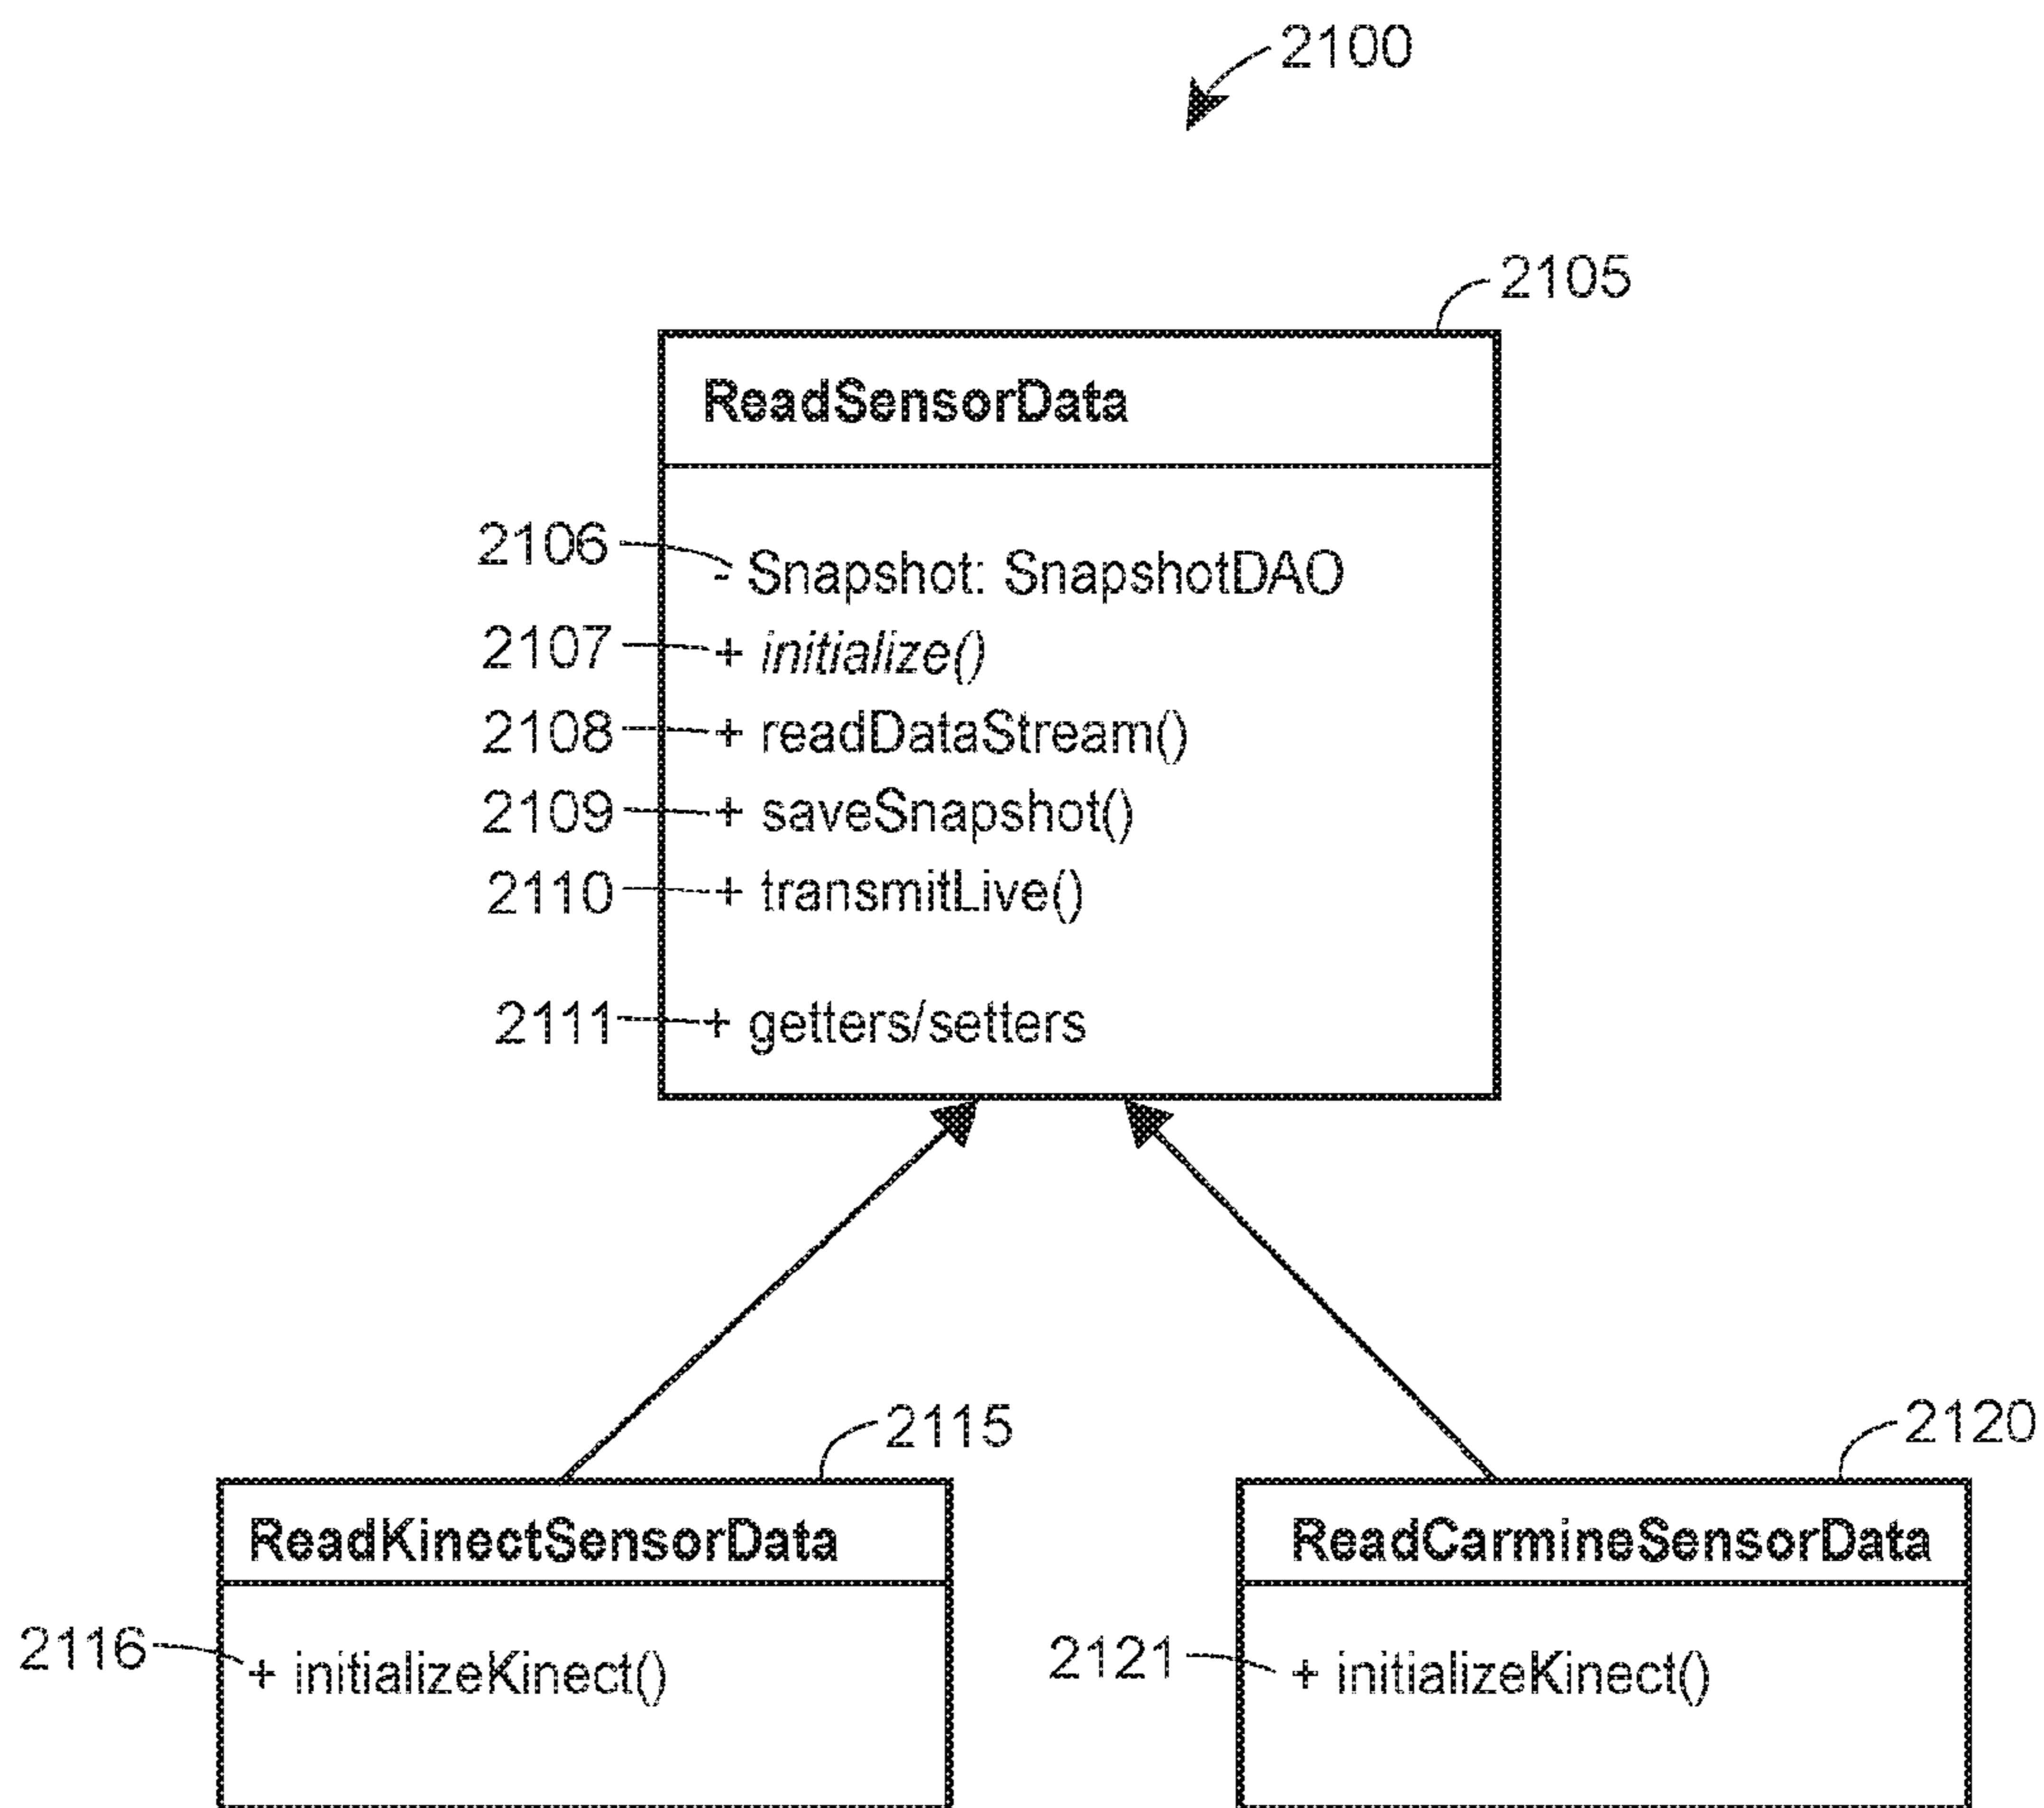 2100
2105
ReadSensorData
2106 - Snapshot: SnapshotDAO
2107 + initialize()
2108 + readDataStream()
2109 + saveSnapshot()
2110 + transmitLive()
2111 + getters/setters
2115
2120
ReadKinectSensorData
ReadCarmineSensorData
2116 + initializeKinect()
2121 + initializeKinect()